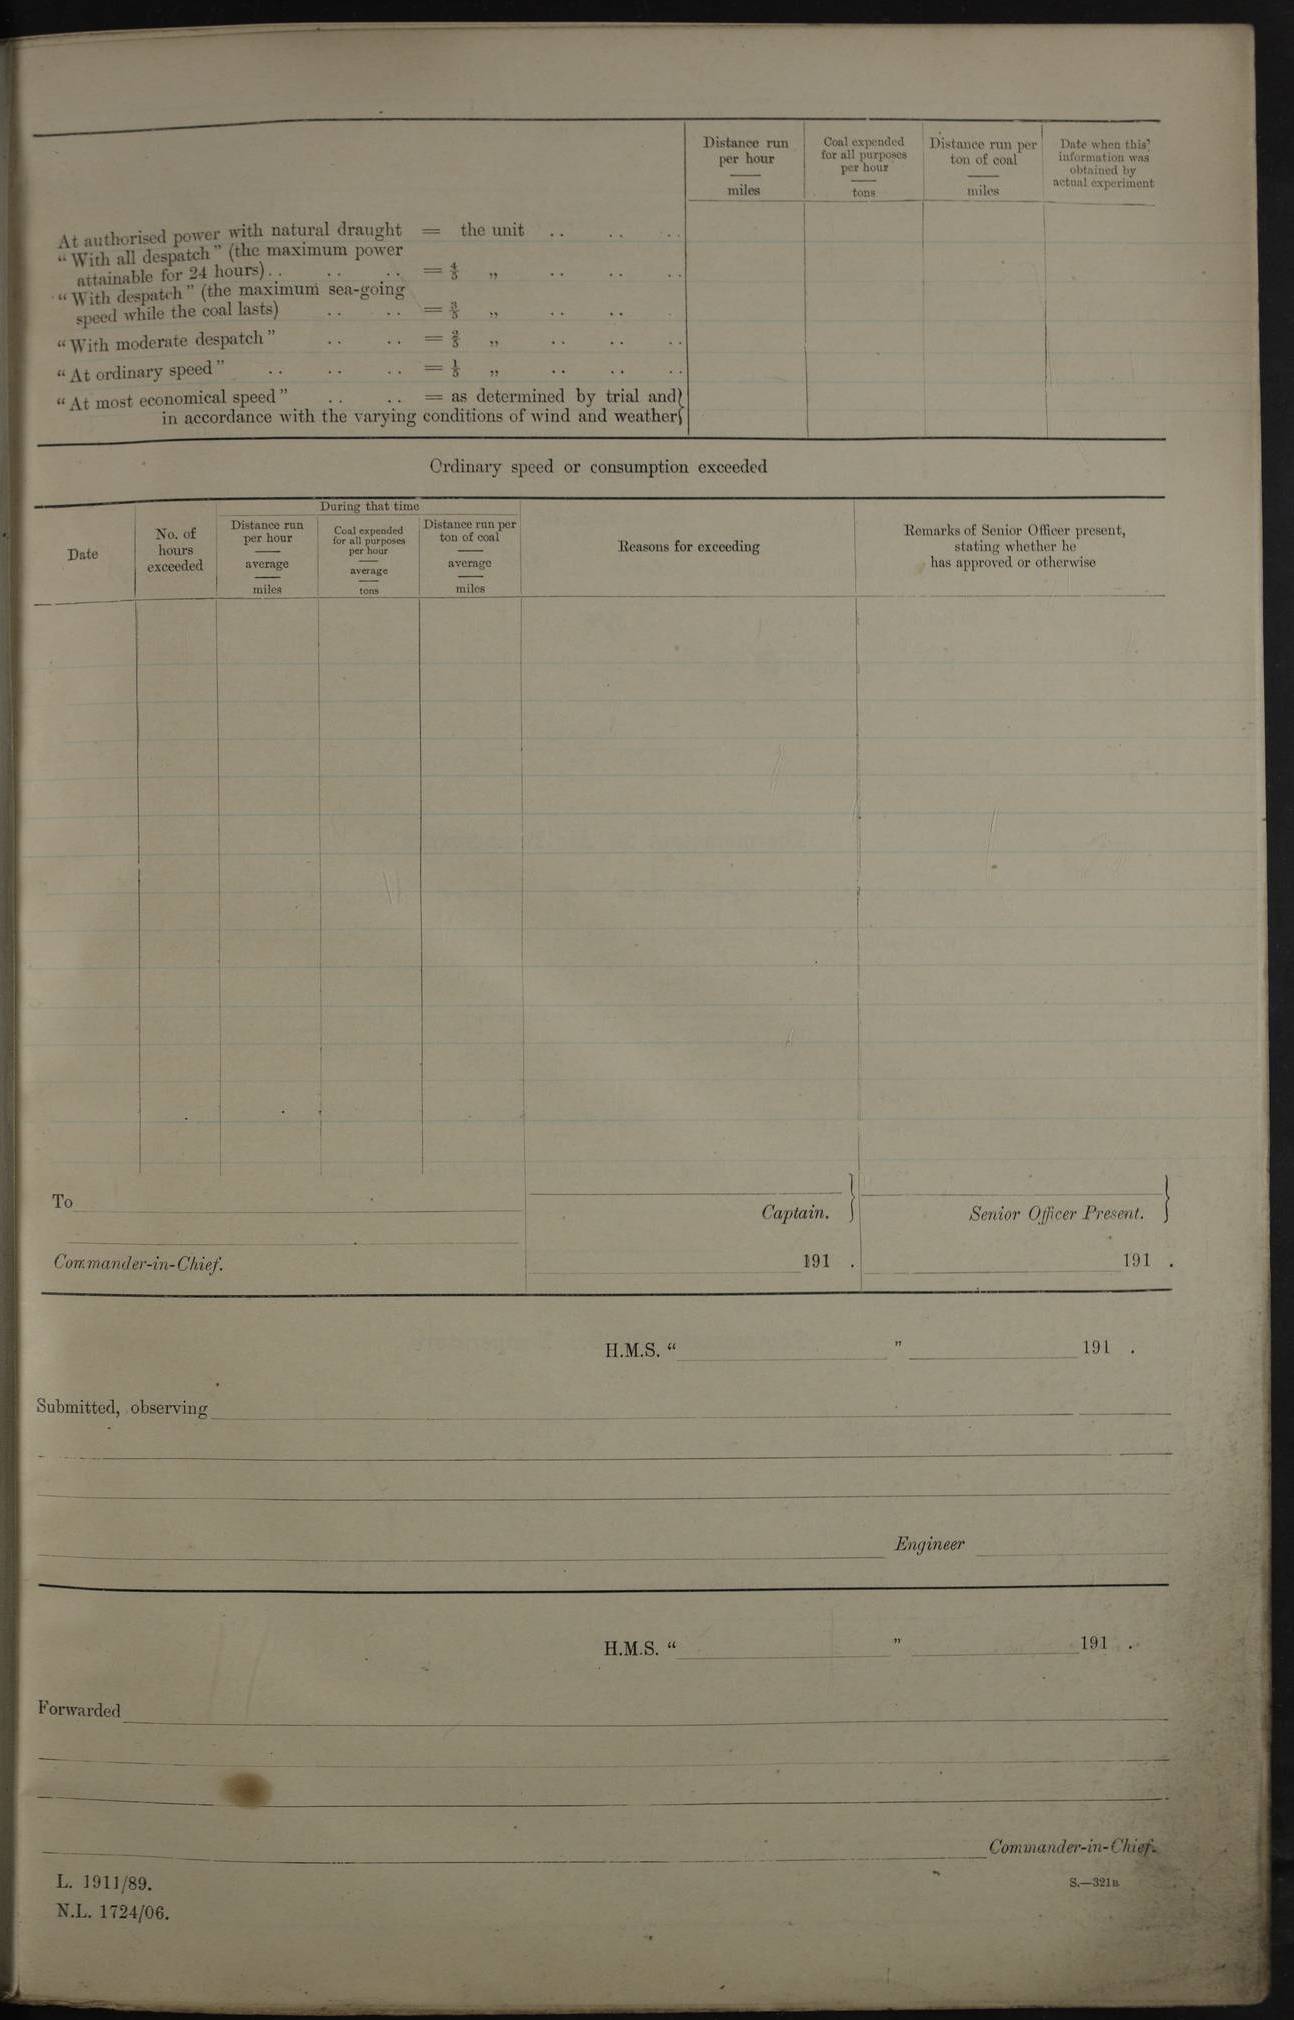 Distance run per hour — miles
Coal expended for all purposes per hour — tons
Distance run per ton of coal — miles
Date when this information was obtained by actual experiment
At authorised power with natural draught = the unit .. .. ..
“With all despatch” (the maximum power
attainable for 24 hours) .. .. .. = 4/5 „ .. .. ..
“With despatch” (the maximum sea-going
speed while the coal lasts) .. .. = 3/5 „ .. .. .
“With moderate despatch” .. .. = 2/5 „ .. .. ..
“At ordinary speed” .. .. .. = 1/5 „ .. .. ..
“At most economical speed” .. .. = as determined by trial and
in accordance with the varying conditions of wind and weather
Ordinary speed or consumption exceeded
Date
No. of hours exceeded
During that time
Distance run per hour — average — miles
Coal expended for all purposes per hour — average — tons
Distance run per ton of coal — average — miles
Reasons for exceeding
Remarks of Senior Officer present, stating whether he has approved or otherwise
To
Captain.
Senior Officer Present.
Commander-in-Chief.
191 .
191 .
H.M.S. “ ” 191 .
Submitted, observing
Engineer
H.M.S. “ ” 191 .
Forwarded
Commander-in-Chief.
L. 1911/89.
S.—321B
N.L. 1724/06.